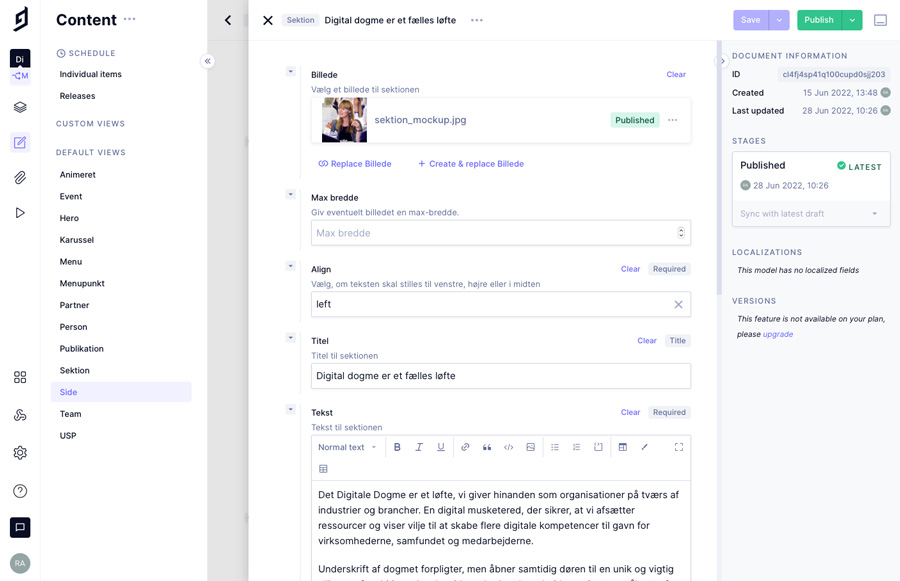 Content
Di
M
SCHEDULE
Individual items
Releases
CUSTOM VIEWS
DEFAULT VIEWS
Animeret
Event
Hero
Karussel
Menu
Menupunkt
Partner
Person
Publikation
Sektion
Side
Team
USP
RA
Sektion Digital dogme er et fælles løfte
Save
Publish
Billede Clear
Vælg et billede til sektionen
sektion_mockup.jpg Published
Replace Billede + Create & replace Billede
Max bredde
Giv eventuelt billedet en max-bredde.
Max bredde
Align Clear Required
Vælg, om teksten skal stilles til venstre, højre eller i midten
left
Titel Clear Title
Titel til sektionen
Digital dogme er et fælles løfte
Tekst Clear Required
Tekst til sektionen
Normal text B I U
Det Digitale Dogme er et løfte, vi giver hinanden som organisationer på tværs af
industrier og brancher. En digital musketered, der sikrer, at vi afsætter
ressourcer og viser vilje til at skabe flere digitale kompetencer til gavn for
virksomhederne, samfundet og medarbejderne.
Underskrift af dogmet forpligter, men åbner samtidig døren til en unik og vigtig
DOCUMENT INFORMATION
ID cl4fj4sp41q100cupd0sjj203
Created 15 Jun 2022, 13:48
Last updated 28 Jun 2022, 10:26
STAGES
Published LATEST
28 Jun 2022, 10:26
Sync with latest draft
LOCALIZATIONS
This model has no localized fields
VERSIONS
This feature is not available on your plan,
please upgrade